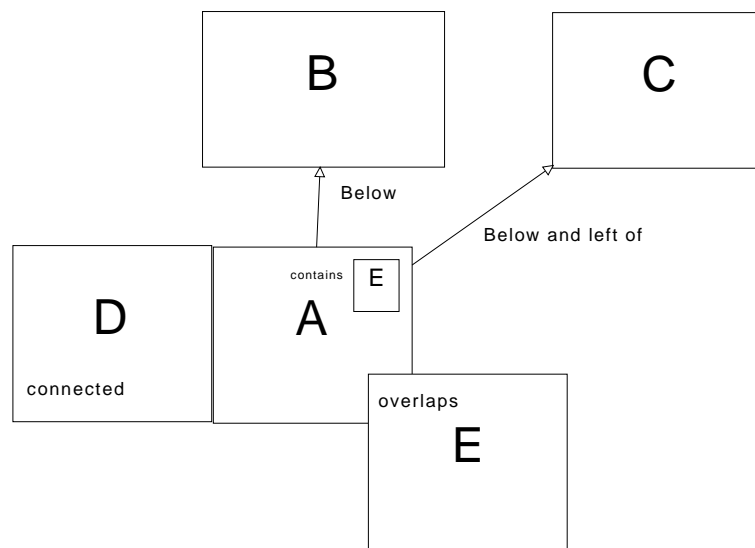 B
C
Below
Below and left of
contains
E
D
A
connected
overlaps
E